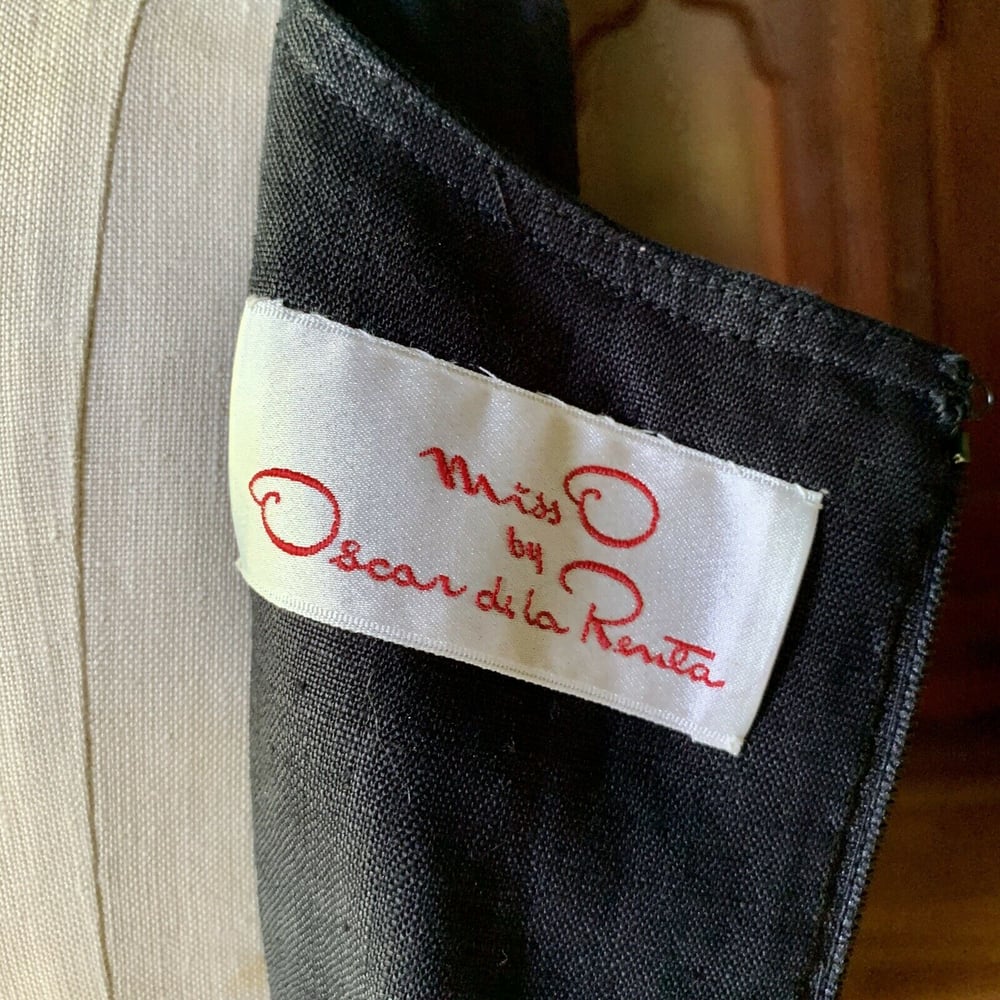 Miss O
by
Oscar de la Renta